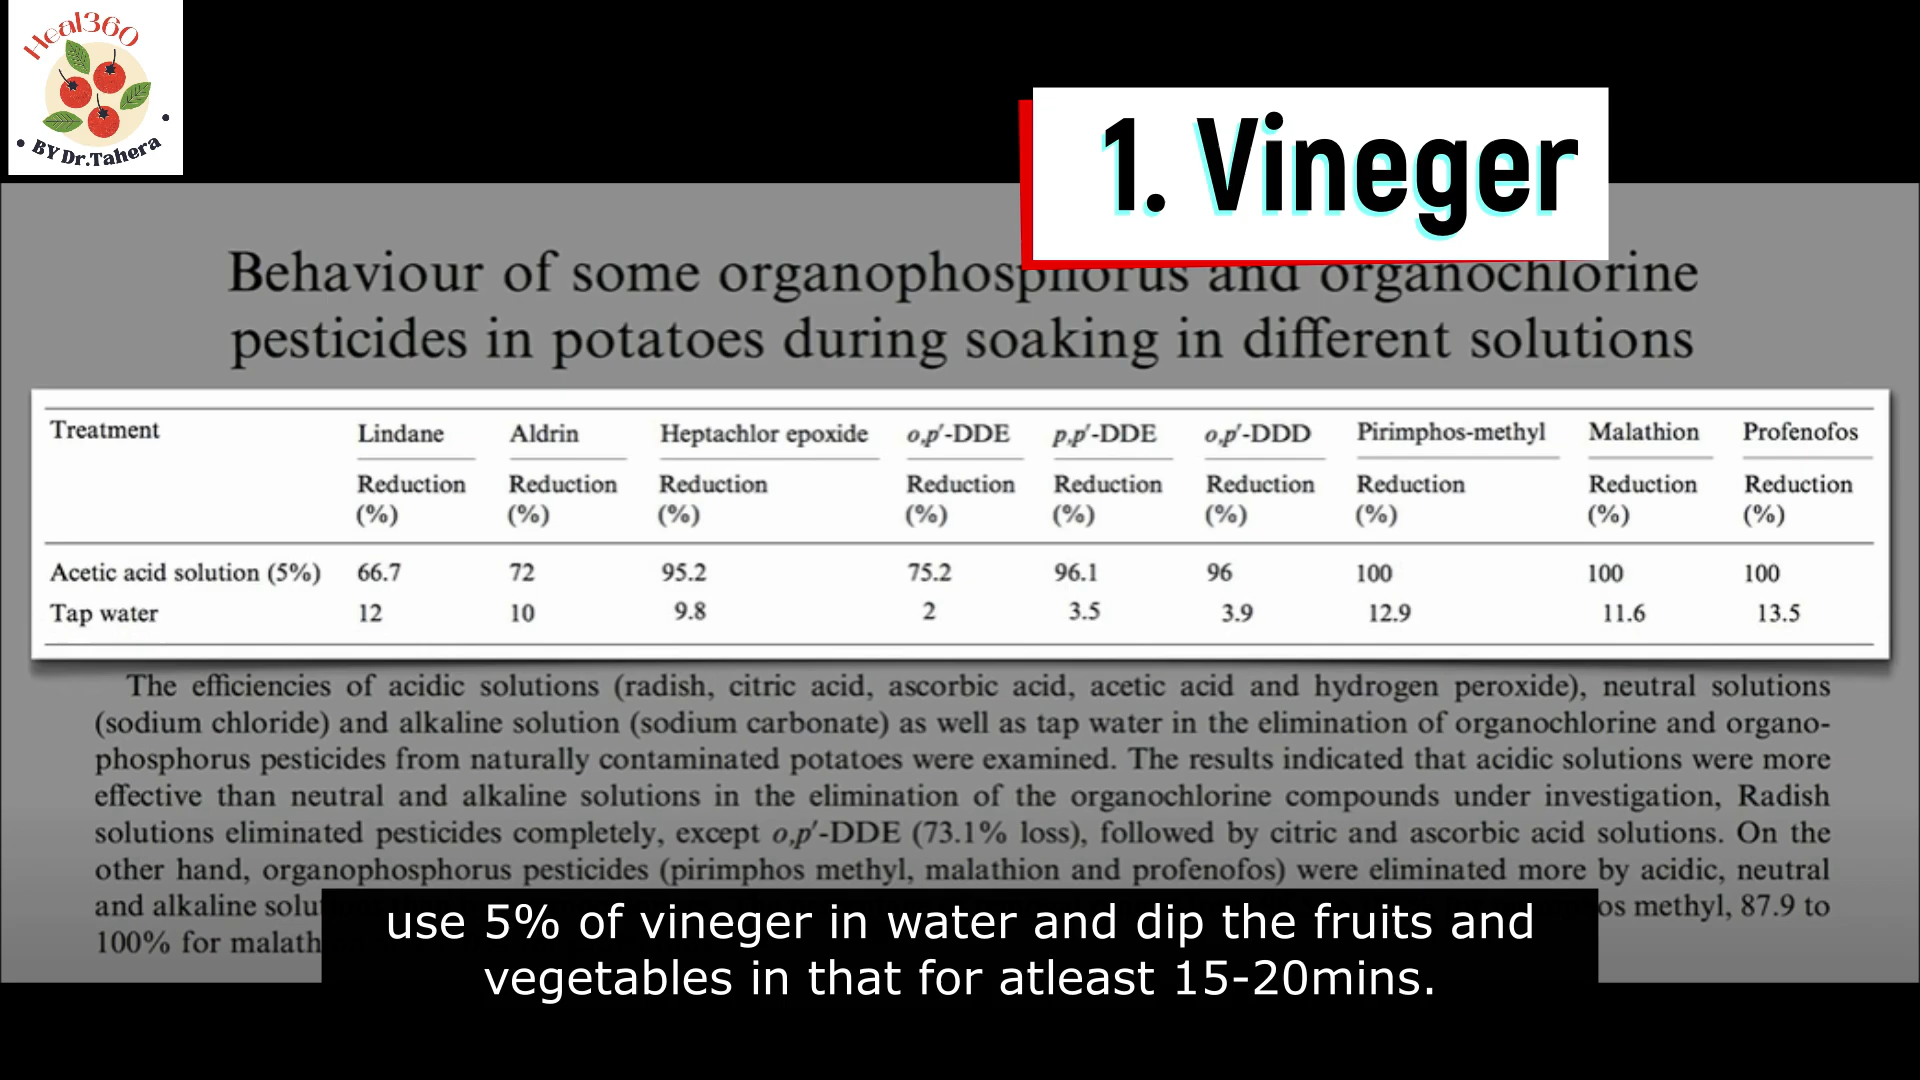 Heal360
• BY Dr.Tahera •
1. Vineger
Behaviour of some organophosphorus and organochlorine
pesticides in potatoes during soaking in different solutions
Treatment Lindane Aldrin Heptachlor epoxide o,p′-DDE p,p′-DDE o,p′-DDD Pirimphos-methyl Malathion Profenofos
Reduction Reduction Reduction Reduction Reduction Reduction Reduction Reduction Reduction
(%) (%) (%) (%) (%) (%) (%) (%) (%)
Acetic acid solution (5%) 66.7 72 95.2 75.2 96.1 96 100 100 100
Tap water 12 10 9.8 2 3.5 3.9 12.9 11.6 13.5
The efficiencies of acidic solutions (radish, citric acid, ascorbic acid, acetic acid and hydrogen peroxide), neutral solutions
(sodium chloride) and alkaline solution (sodium carbonate) as well as tap water in the elimination of organochlorine and organo-
phosphorus pesticides from naturally contaminated potatoes were examined. The results indicated that acidic solutions were more
effective than neutral and alkaline solutions in the elimination of the organochlorine compounds under investigation, Radish
solutions eliminated pesticides completely, except o,p′-DDE (73.1% loss), followed by citric and ascorbic acid solutions. On the
other hand, organophosphorus pesticides (pirimphos methyl, malathion and profenofos) were eliminated more by acidic, neutral
and alkaline methyl, 87.9 to
100% for
use 5% of vineger in water and dip the fruits and
vegetables in that for atleast 15-20mins.